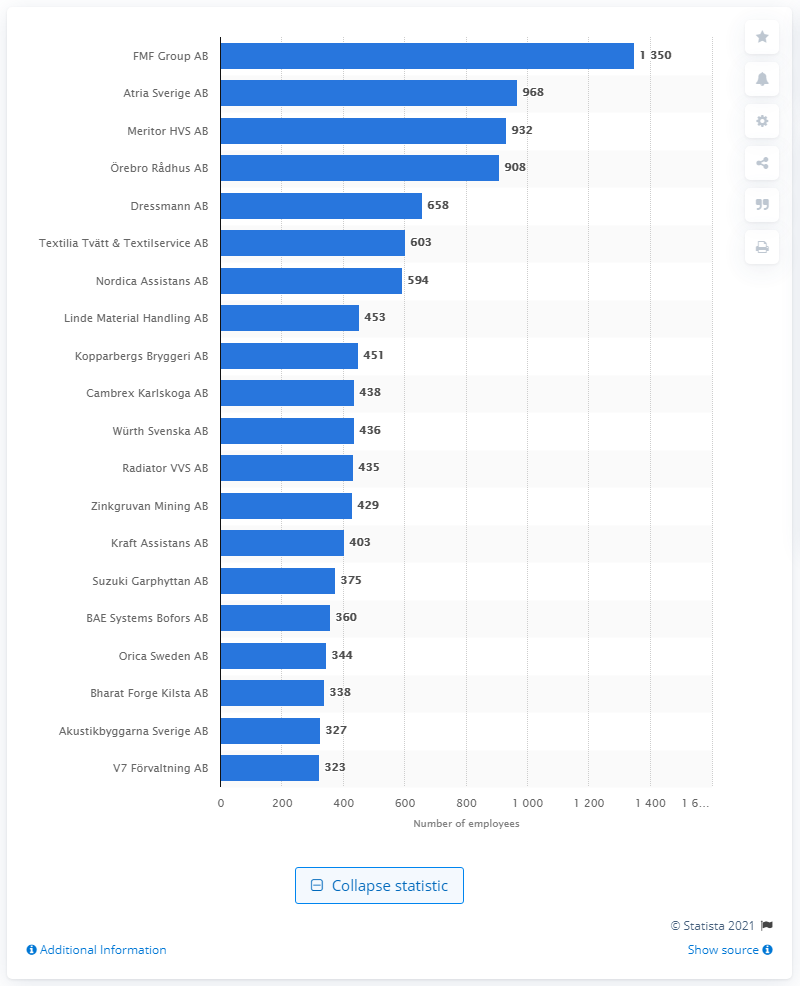 FMF Group AB 1 350
Atria Sverige AB 968
Meritor HVS AB 932
Örebro Rådhus AB 908
Dressmann AB 658
Textilia Tvätt & Textilservice AB 603
Nordica Assistans AB 594
Linde Material Handling AB 453
Kopparbergs Bryggeri AB 451
Cambrex Karlskoga AB 438
Würth Svenska AB 436
Radiator VVS AB 435
Zinkgruvan Mining AB 429
Kraft Assistans AB 403
Suzuki Garphyttan AB 375
BAE Systems Bofors AB 360
Orica Sweden AB 344
Bharat Forge Kilsta AB 338
Akustikbyggarna Sverige AB 327
V7 Förvaltning AB 323
0 200 400 600 800 1 000 1 200 1 400 1 6...
Number of employees
Collapse statistic
© Statista 2021
Additional Information Show source